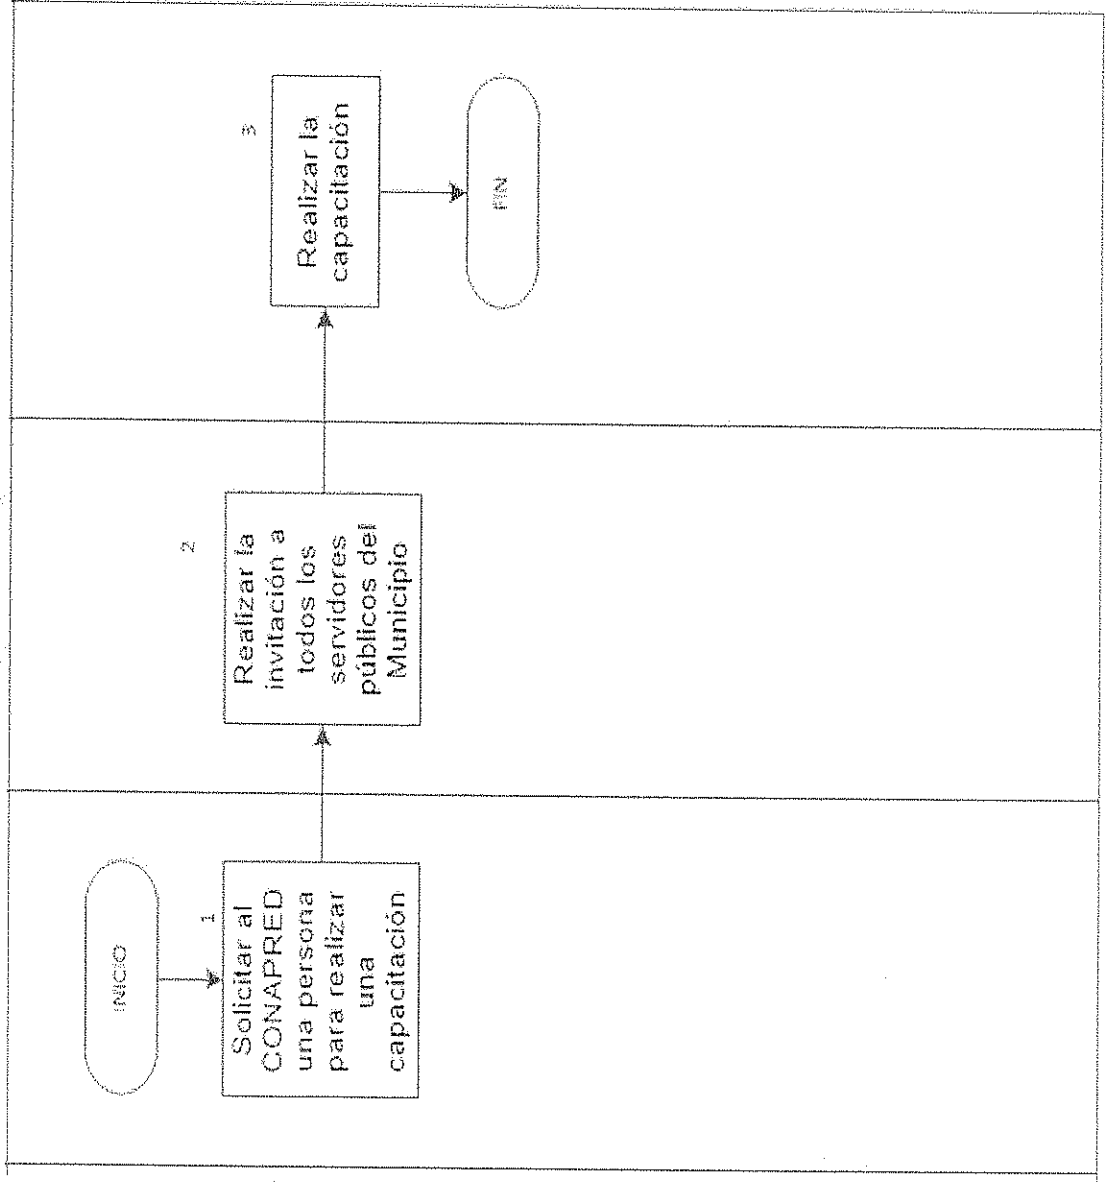 INICIO
1
Solicitar al
CONAPRED
una persona
para realizar
una
capacitación
2
Realizar la
invitación a
todos los
servidores
públicos del
Municipio
3
Realizar la
capacitación
FIN